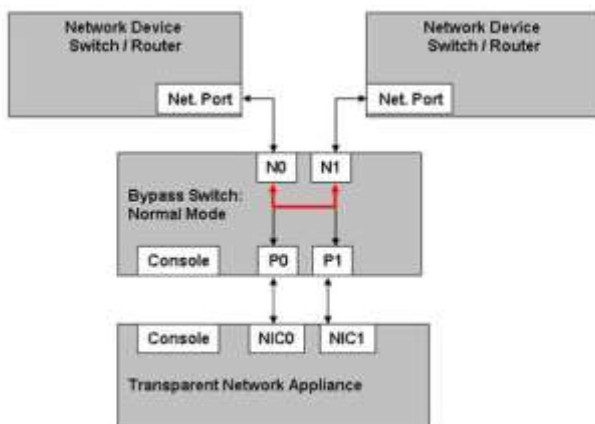 Network Device
Switch / Router
Network Device
Switch / Router
Net. Port
Net. Port
N0
N1
Bypass Switch:
Normal Mode
Console
P0
P1
Console
NIC0
NIC1
Transparent Network Appliance